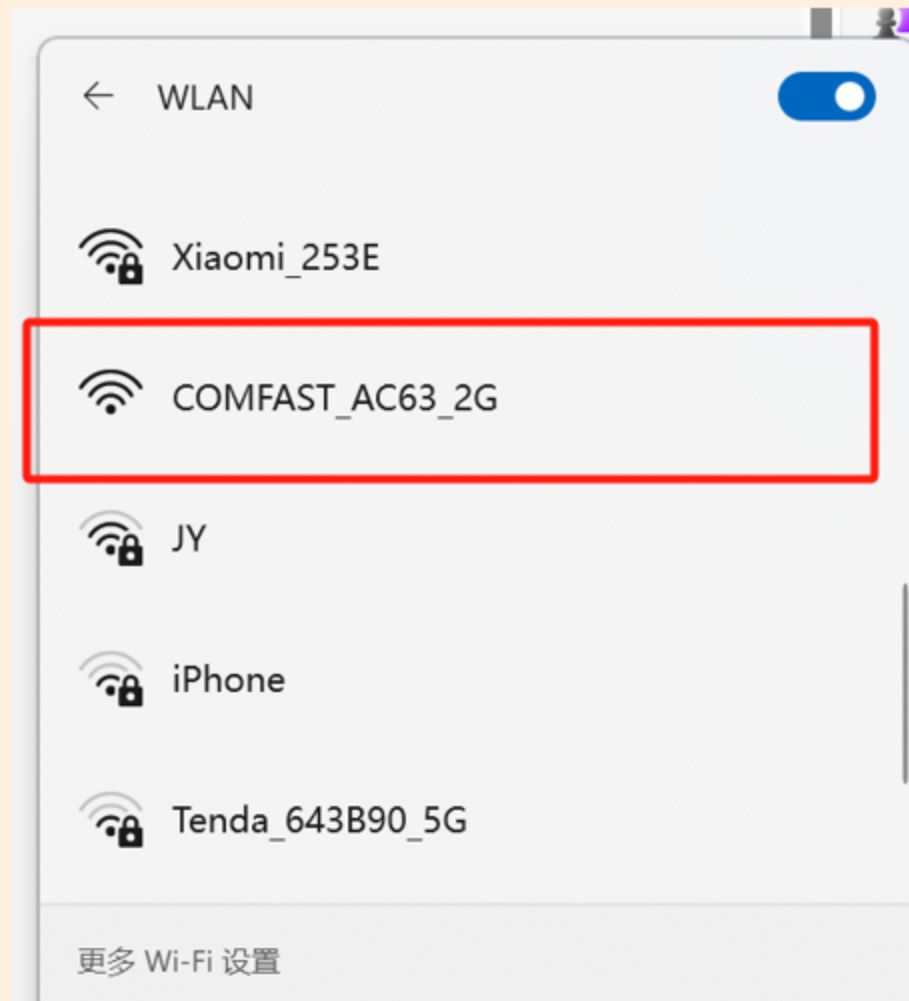 WLAN
Xiaomi_253E
COMFAST_AC63_2G
JY
iPhone
Tenda_643B90_5G
更多 Wi-Fi 设置